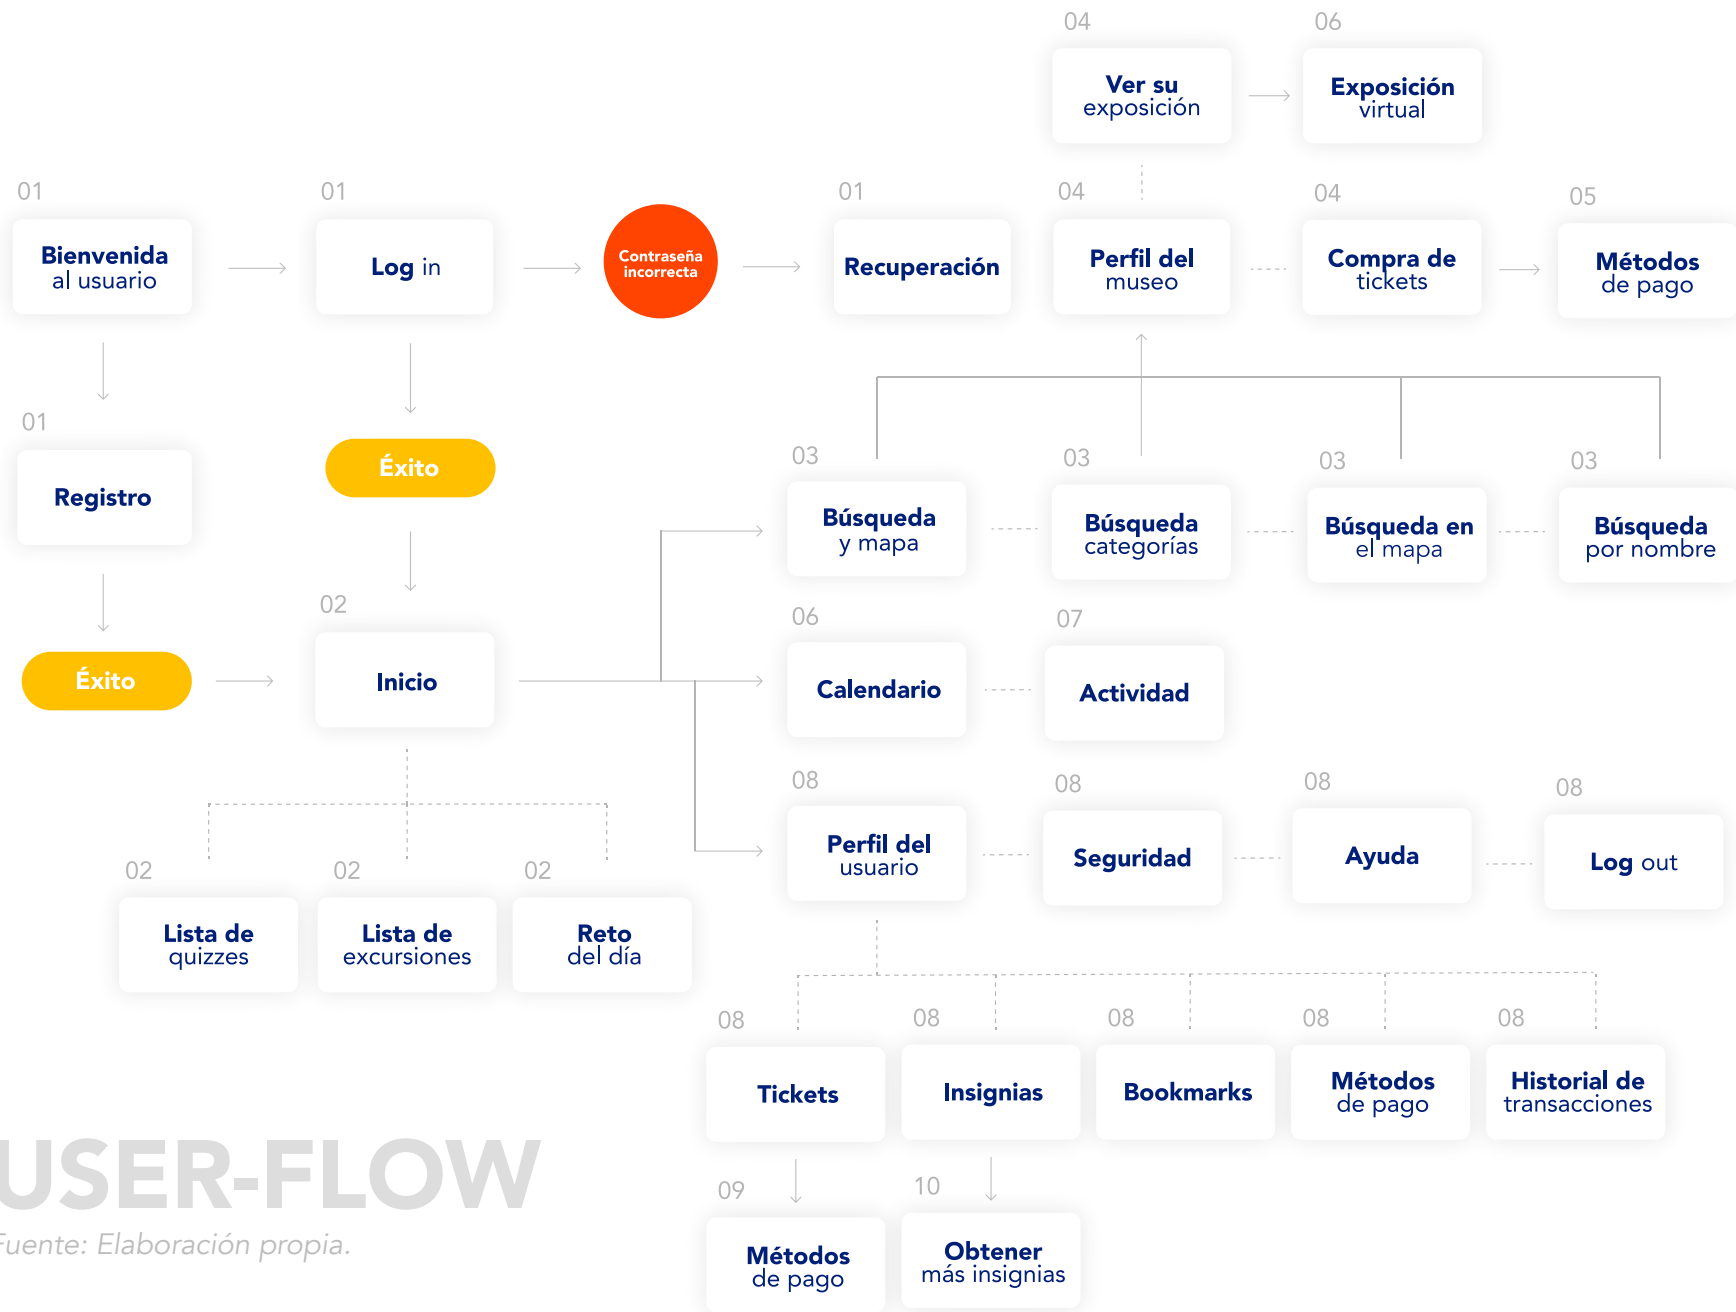 04
Ver su
exposición
06
Exposición
virtual
01
Bienvenida
al usuario
01
Log in
Contraseña
incorrecta
01
Recuperación
04
Perfil del
museo
04
Compra de
tickets
05
Métodos
de pago
01
Registro
Éxito
03
Búsqueda
y mapa
03
Búsqueda
categorías
03
Búsqueda en
el mapa
03
Búsqueda
por nombre
Éxito
02
Inicio
06
Calendario
07
Actividad
08
Perfil del
usuario
08
Seguridad
08
Ayuda
08
Log out
02
Lista de
quizzes
02
Lista de
excursiones
02
Reto
del día
08
Tickets
08
Insignias
08
Bookmarks
08
Métodos
de pago
08
Historial de
transacciones
09
Métodos
de pago
10
Obtener
más insignias
USER-FLOW
Fuente: Elaboración propia.